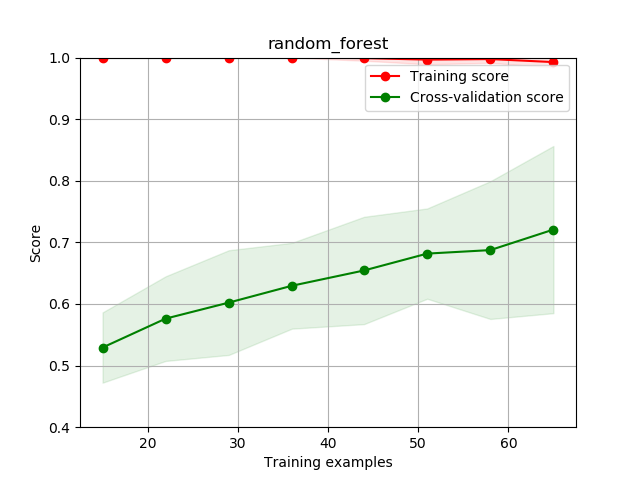 random_forest
1.0
0.9
0.8
0.7
0.6
0.5
0.4
Score
Training score
Cross-validation score
20 30 40 50 60
Training examples